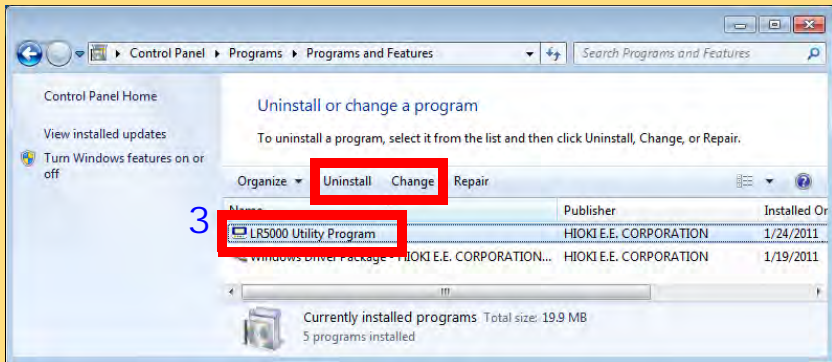 Control Panel Programs Programs and Features Search Programs and Features
Control Panel Home
View installed updates
Turn Windows features on or
off
Uninstall or change a program
To uninstall a program, select it from the list and then click Uninstall, Change, or Repair.
Organize Uninstall Change Repair
3
Name Publisher Installed Or
LR5000 Utility Program HIOKI E.E. CORPORATION 1/24/2011
Windows Driver Package - HIOKI E.E. CORPORATION... HIOKI E.E. CORPORATION 1/19/2011
Currently installed programs Total size: 19.9 MB
5 programs installed